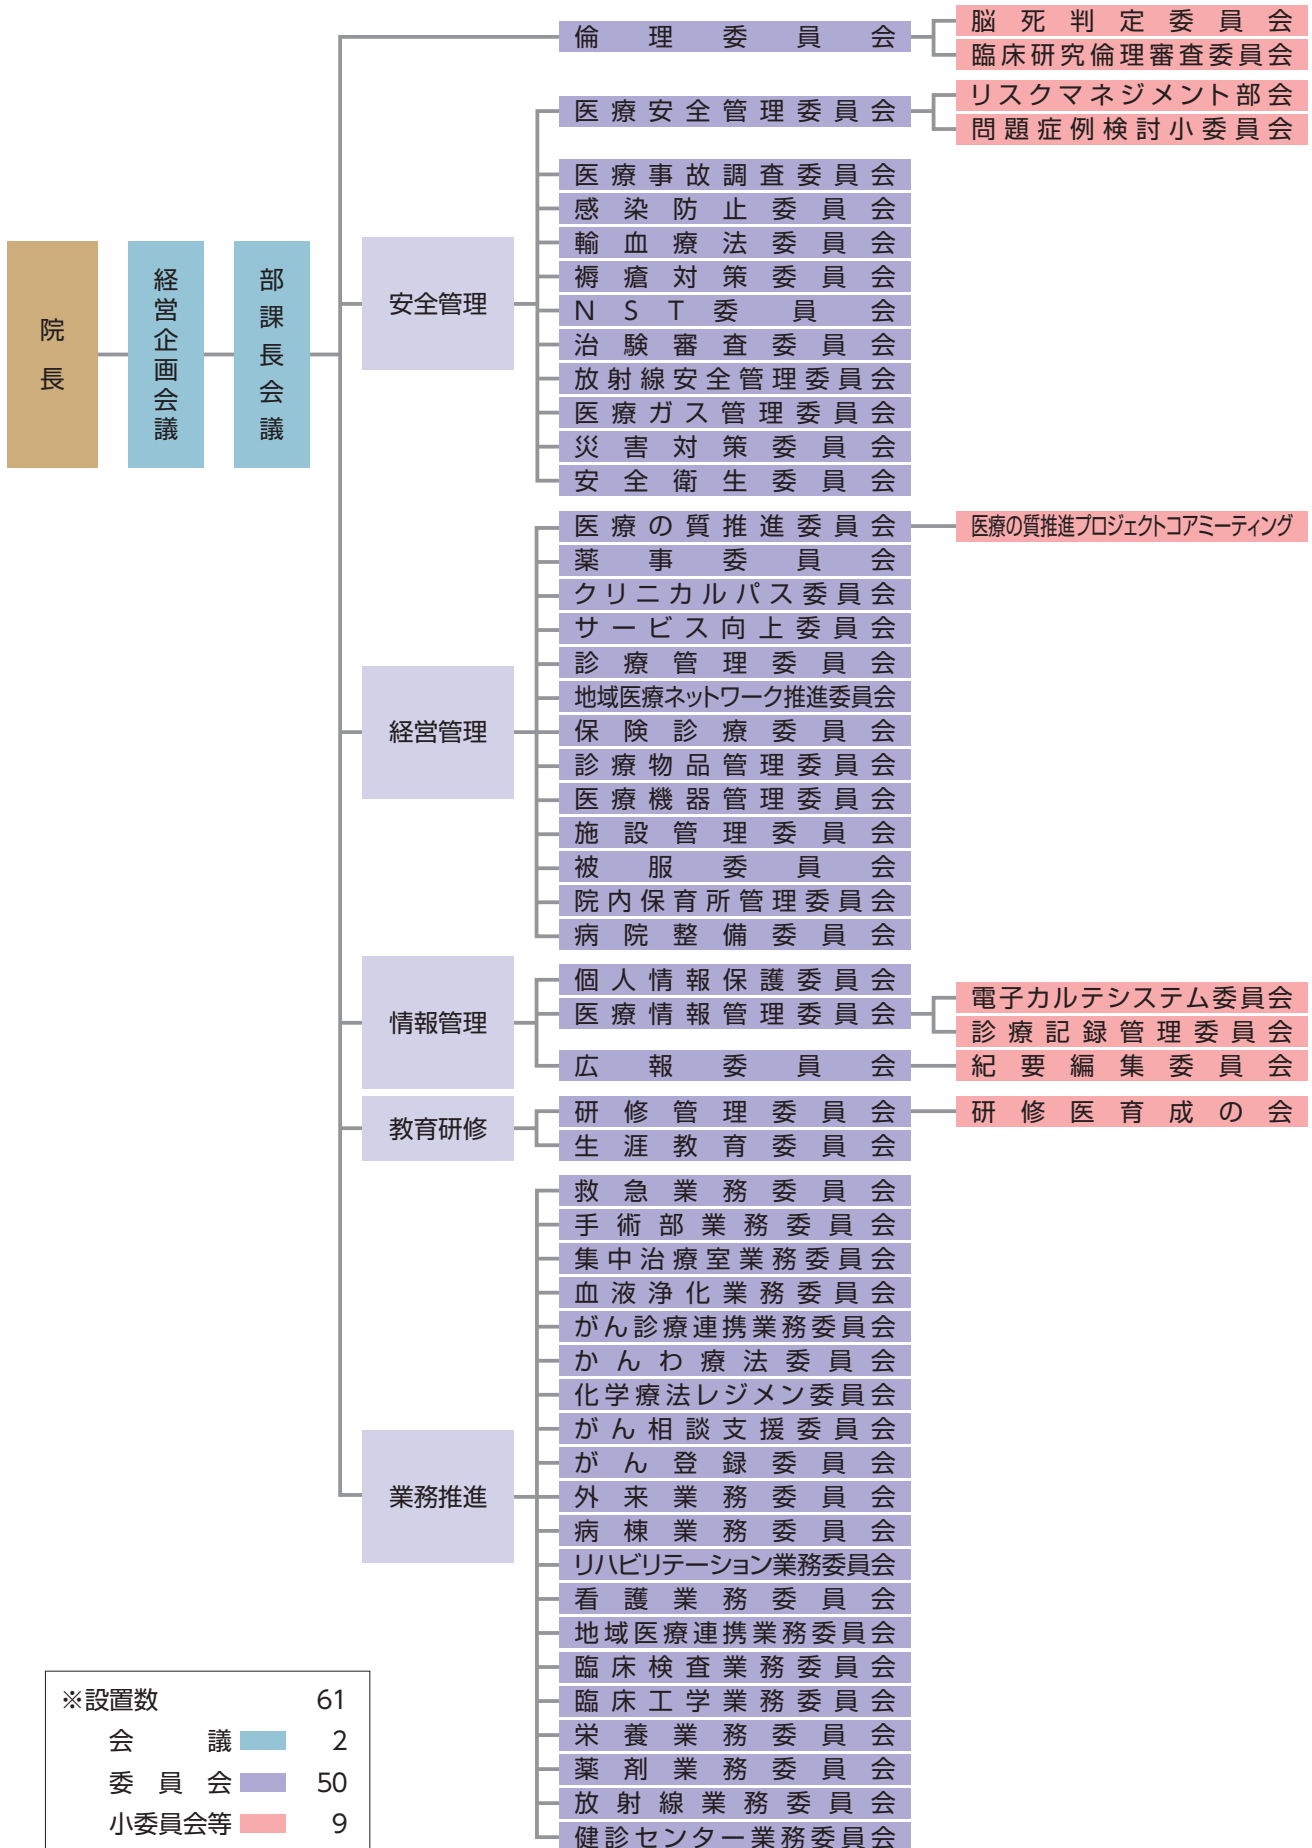 院長
経営企画会議
部課長会議
倫理委員会
脳死判定委員会
臨床研究倫理審査委員会
安全管理
医療安全管理委員会
リスクマネジメント部会
問題症例検討小委員会
医療事故調査委員会
感染防止委員会
輸血療法委員会
褥瘡対策委員会
NST委員会
治験審査委員会
放射線安全管理委員会
医療ガス管理委員会
災害対策委員会
安全衛生委員会
経営管理
医療の質推進委員会
医療の質推進プロジェクトコアミーティング
薬事委員会
クリニカルパス委員会
サービス向上委員会
診療管理委員会
地域医療ネットワーク推進委員会
保険診療委員会
診療物品管理委員会
医療機器管理委員会
施設管理委員会
被服委員会
院内保育所管理委員会
病院整備委員会
情報管理
個人情報保護委員会
医療情報管理委員会
電子カルテシステム委員会
診療記録管理委員会
広報委員会
紀要編集委員会
教育研修
研修管理委員会
研修医育成の会
生涯教育委員会
業務推進
救急業務委員会
手術部業務委員会
集中治療室業務委員会
血液浄化業務委員会
がん診療連携業務委員会
かんわ療法委員会
化学療法レジメン委員会
がん相談支援委員会
がん登録委員会
外来業務委員会
病棟業務委員会
リハビリテーション業務委員会
看護業務委員会
地域医療連携業務委員会
臨床検査業務委員会
臨床工学業務委員会
栄養業務委員会
薬剤業務委員会
放射線業務委員会
健診センター業務委員会
※設置数 61
会議 2
委員会 50
小委員会等 9